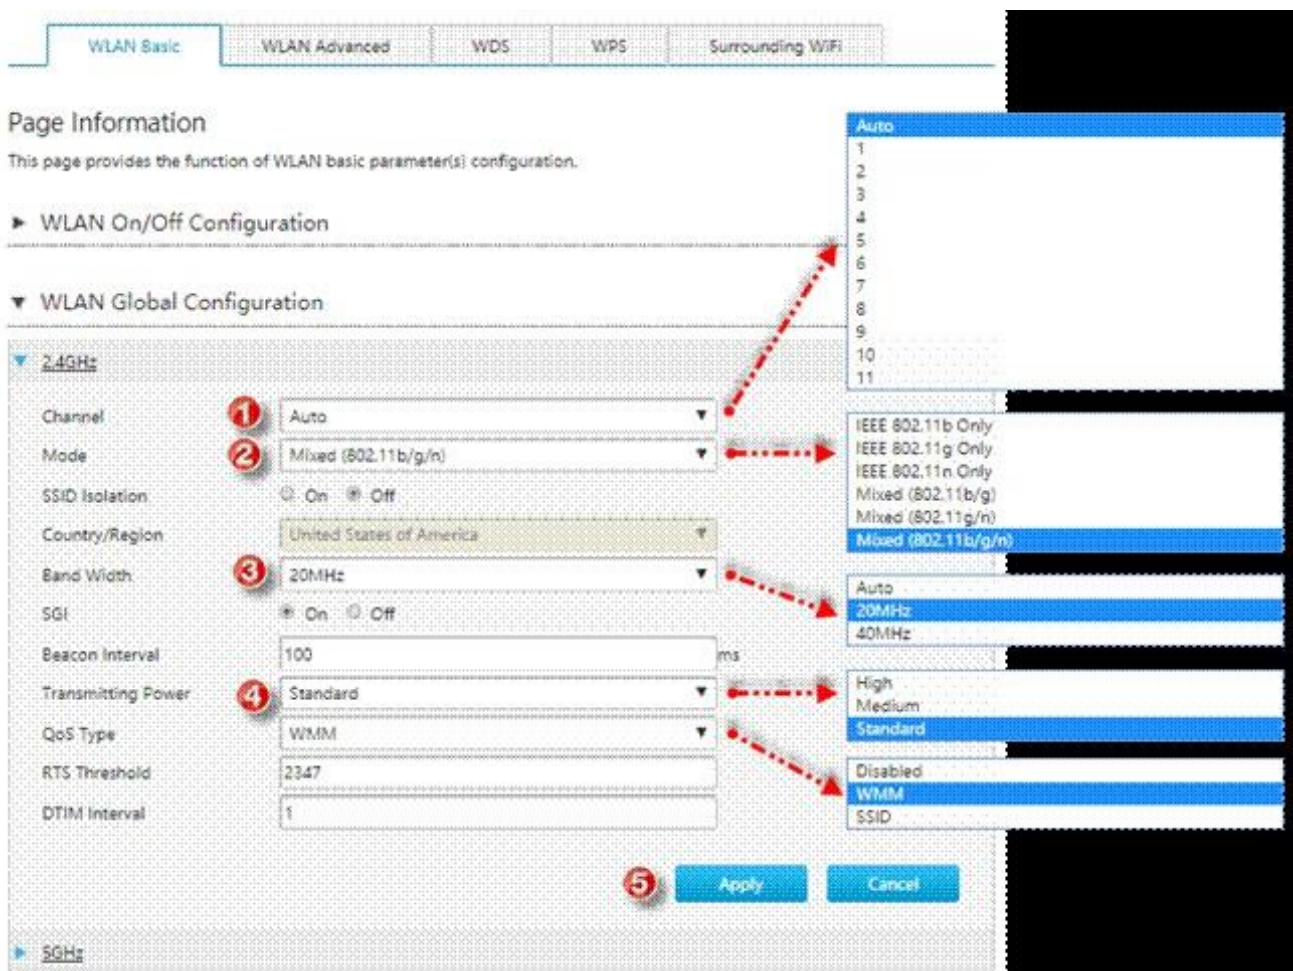 WLAN Basic WLAN Advanced WDS WPS Surrounding WiFi
Page Information
This page provides the function of WLAN basic parameter(s) configuration.
WLAN On/Off Configuration
WLAN Global Configuration
2.4GHz
1
Channel Auto
2
Mode Mixed (802.11b/g/n)
SSID Isolation On Off
Country/Region United States of America
3
Band Width 20MHz
SGI On Off
Beacon Interval 100 ms
4
Transmitting Power Standard
QoS Type WMM
RTS Threshold 2347
DTIM Interval 1
5
Apply Cancel
5GHz
Auto
1
2
3
4
5
6
7
8
9
10
11
IEEE 802.11b Only
IEEE 802.11g Only
IEEE 802.11n Only
Mixed (802.11b/g)
Mixed (802.11g/n)
Mixed (802.11b/g/n)
Auto
20MHz
40MHz
High
Medium
Standard
Disabled
WMM
SSID